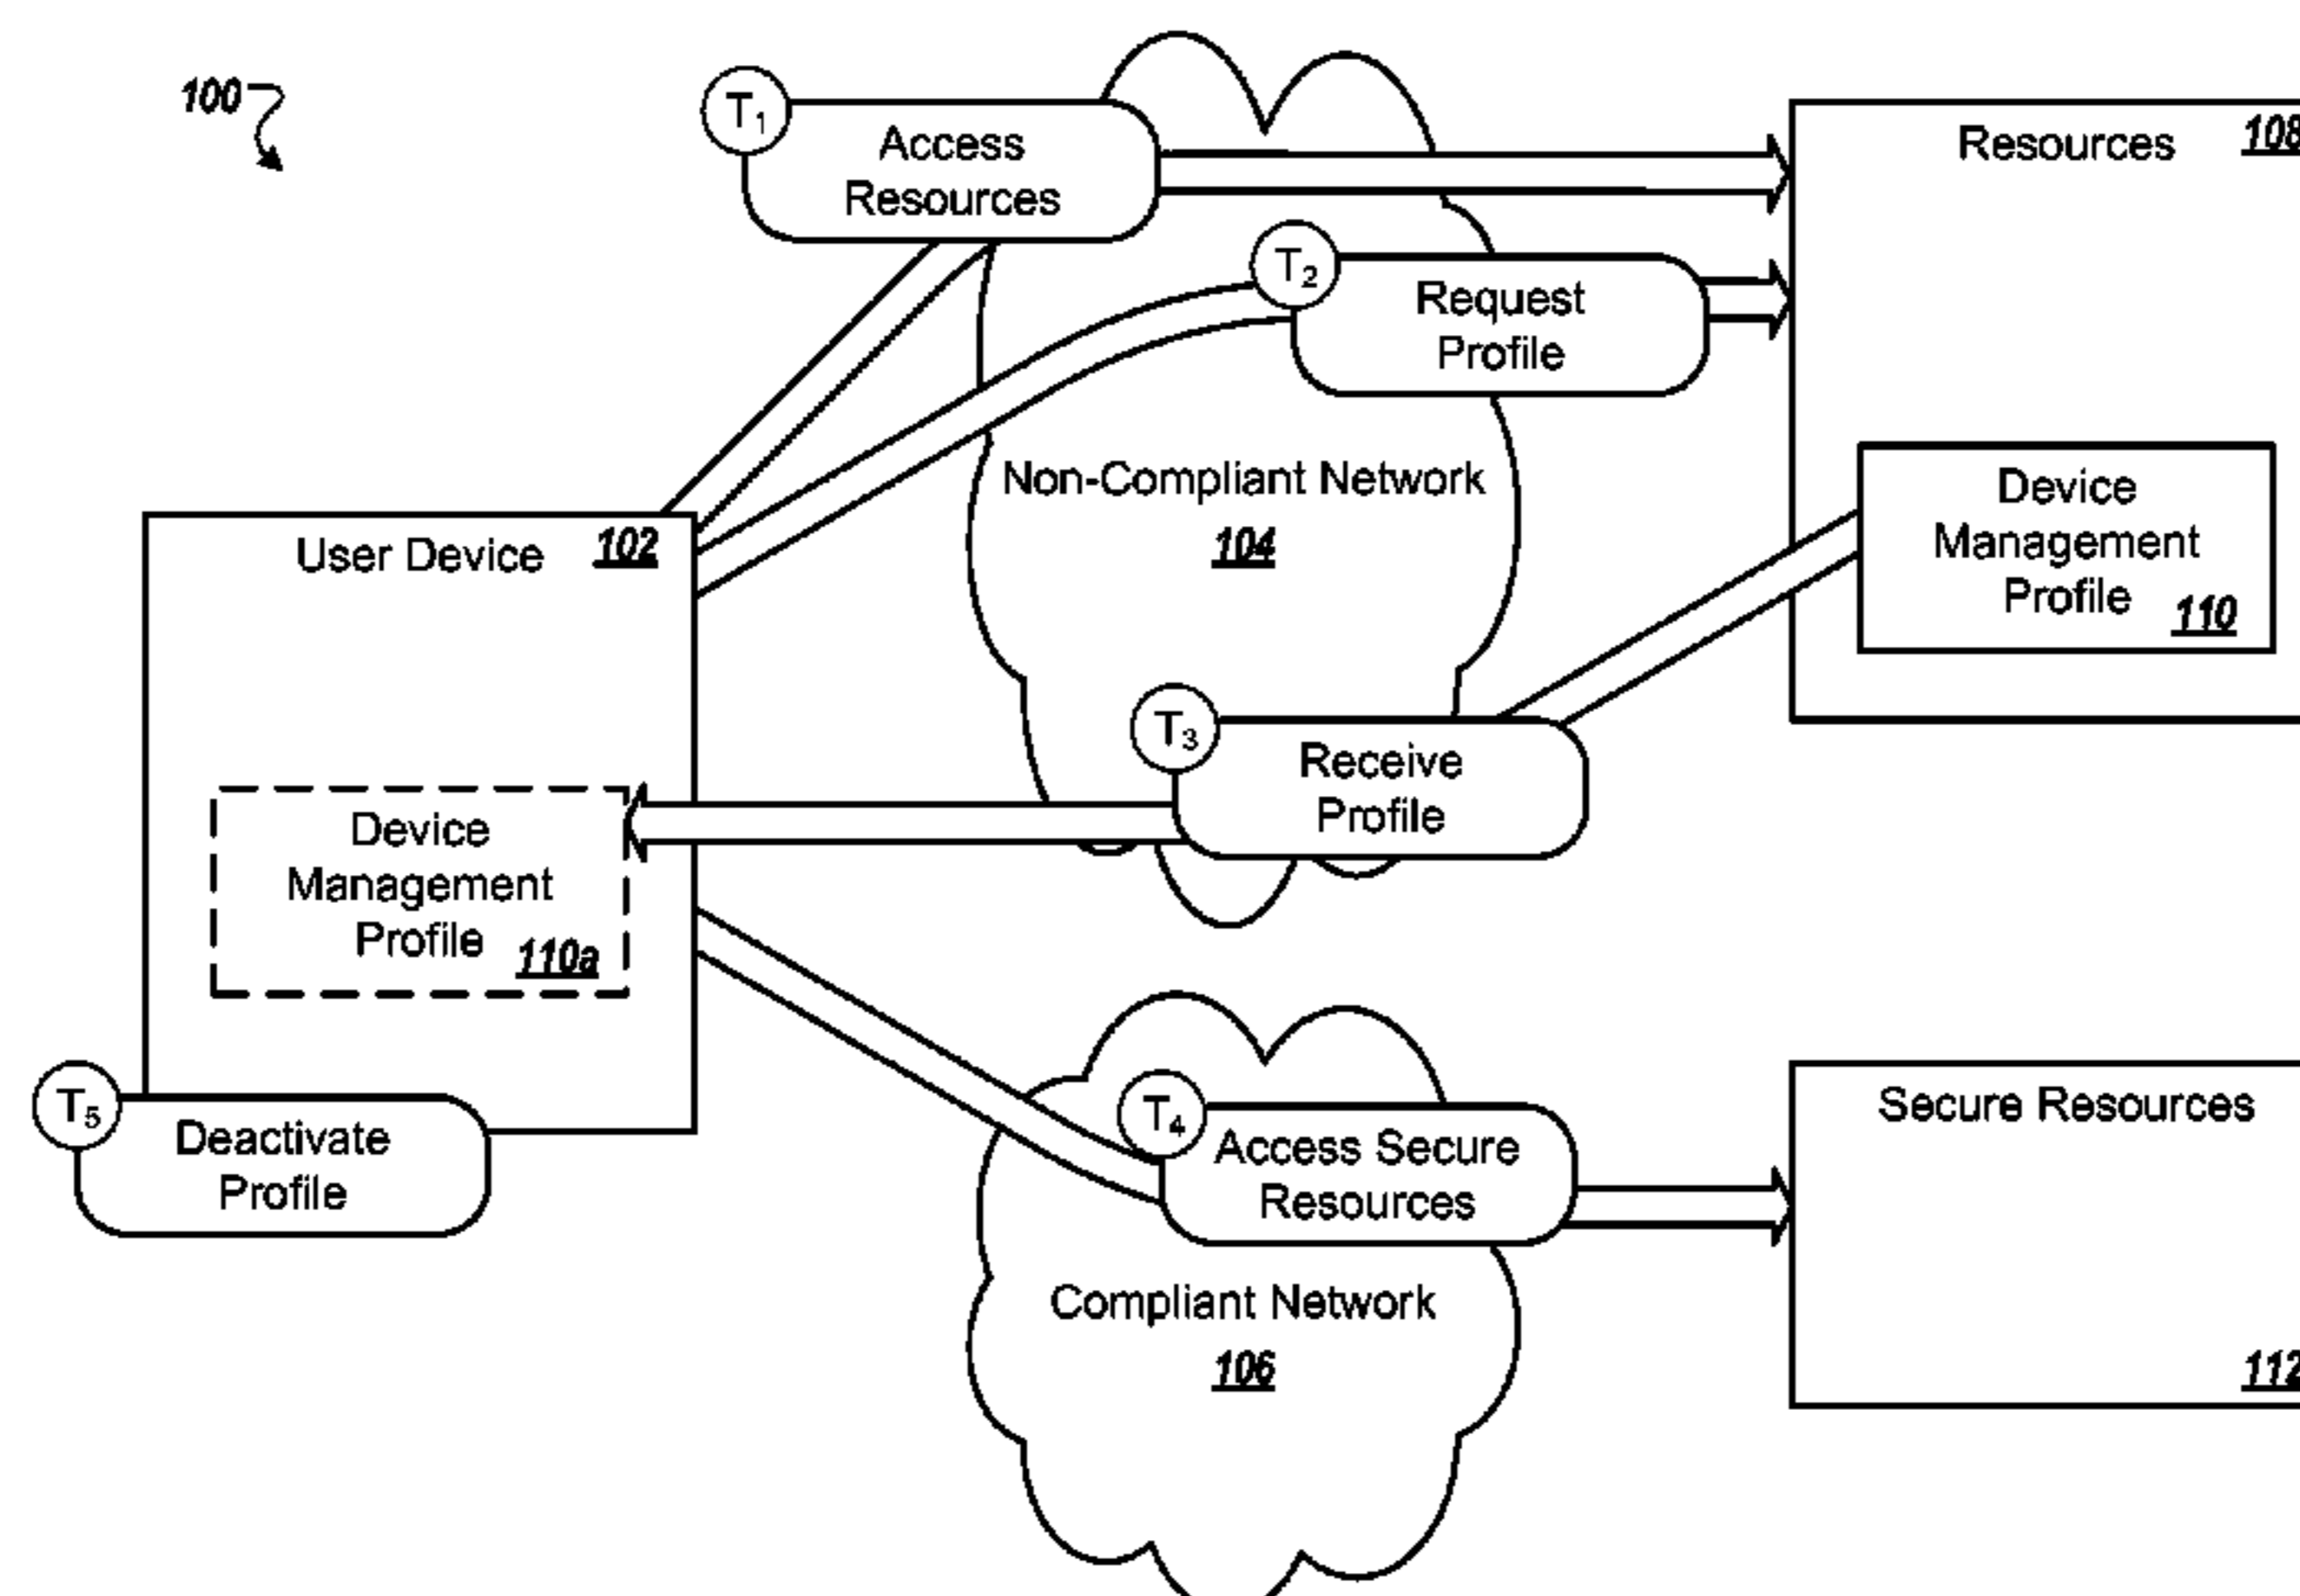 100
T1
Access
Resources
Resources
108
T2
Request
Profile
Non-Compliant Network
104
Device
Management
Profile
110
User Device
102
T3
Receive
Profile
Device
Management
Profile
110a
T4
Access Secure
Resources
Secure Resources
112
T5
Deactivate
Profile
Compliant Network
106